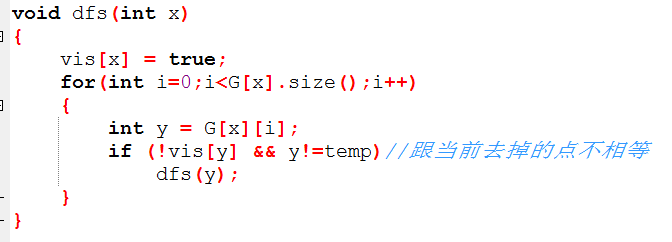 void dfs(int x)
{
    vis[x] = true;
    for(int i=0;i<G[x].size();i++)
    {
        int y = G[x][i];
        if (!vis[y] && y!=temp)//跟当前去掉的点不相等
            dfs(y);
    }
}